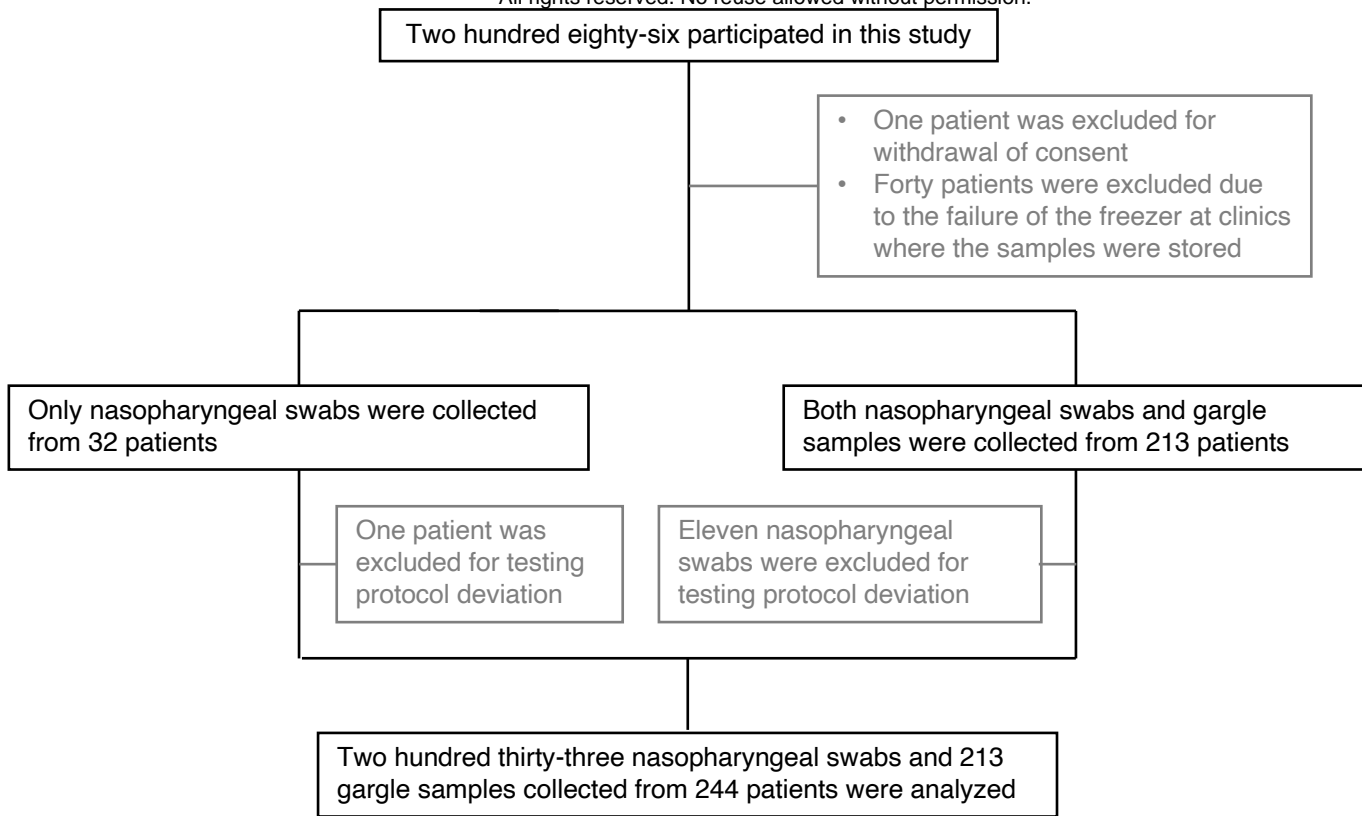 All rights reserved. No reuse allowed without permission.
Two hundred eighty-six participated in this study
• One patient was excluded for
withdrawal of consent
• Forty patients were excluded due
to the failure of the freezer at clinics
where the samples were stored
Only nasopharyngeal swabs were collected
from 32 patients
Both nasopharyngeal swabs and gargle
samples were collected from 213 patients
One patient was
excluded for testing
protocol deviation
Eleven nasopharyngeal
swabs were excluded for
testing protocol deviation
Two hundred thirty-three nasopharyngeal swabs and 213
gargle samples collected from 244 patients were analyzed